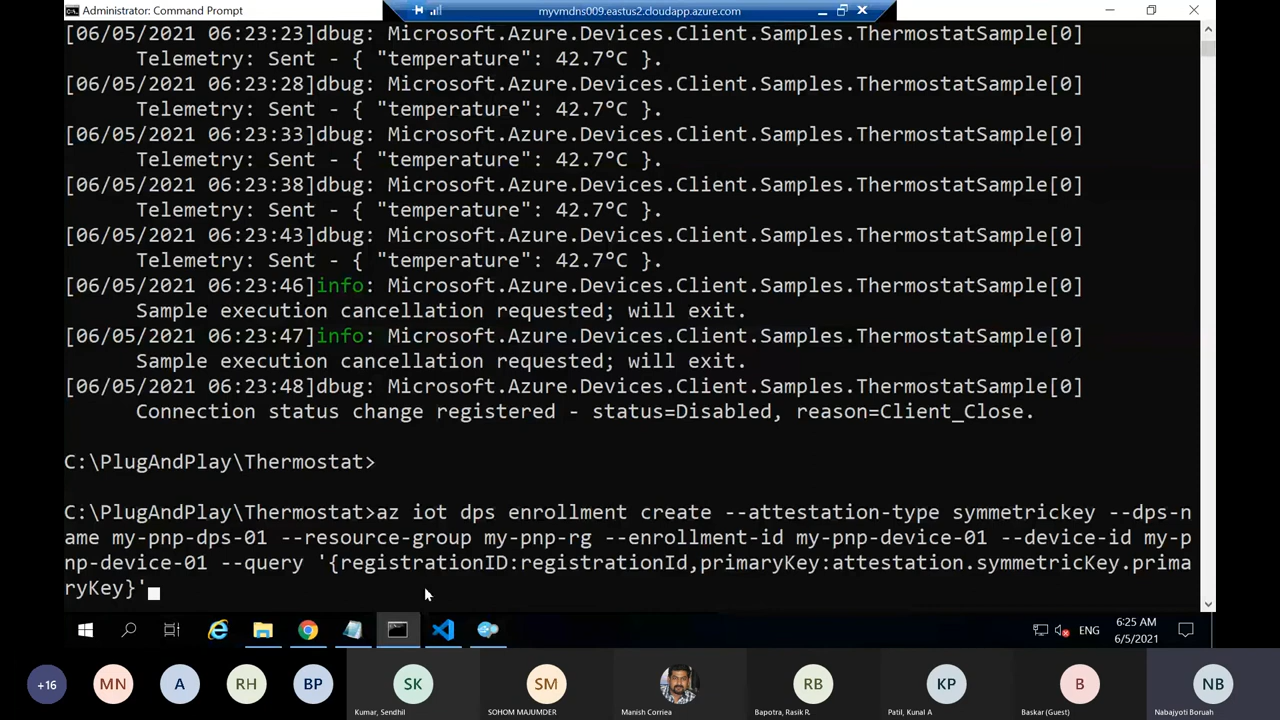 Administrator: Command Prompt
myvmdns009.eastus2.cloudapp.azure.com
[06/05/2021 06:23:23]dbug: Microsoft.Azure.Devices.Client.Samples.ThermostatSample[0]
Telemetry: Sent - { "temperature": 42.7°C }.
[06/05/2021 06:23:28]dbug: Microsoft.Azure.Devices.Client.Samples.ThermostatSample[0]
Telemetry: Sent - { "temperature": 42.7°C }.
[06/05/2021 06:23:33]dbug: Microsoft.Azure.Devices.Client.Samples.ThermostatSample[0]
Telemetry: Sent - { "temperature": 42.7°C }.
[06/05/2021 06:23:38]dbug: Microsoft.Azure.Devices.Client.Samples.ThermostatSample[0]
Telemetry: Sent - { "temperature": 42.7°C }.
[06/05/2021 06:23:43]dbug: Microsoft.Azure.Devices.Client.Samples.ThermostatSample[0]
Telemetry: Sent - { "temperature": 42.7°C }.
[06/05/2021 06:23:46]info: Microsoft.Azure.Devices.Client.Samples.ThermostatSample[0]
Sample execution cancellation requested; will exit.
[06/05/2021 06:23:47]info: Microsoft.Azure.Devices.Client.Samples.ThermostatSample[0]
Sample execution cancellation requested; will exit.
[06/05/2021 06:23:48]dbug: Microsoft.Azure.Devices.Client.Samples.ThermostatSample[0]
Connection status change registered - status=Disabled, reason=Client_Close.
C:\PlugAndPlay\Thermostat>
C:\PlugAndPlay\Thermostat>az iot dps enrollment create --attestation-type symmetrickey --dps-n
ame my-pnp-dps-01 --resource-group my-pnp-rg --enrollment-id my-pnp-device-01 --device-id my-p
np-device-01 --query '{registrationID:registrationId,primaryKey:attestation.symmetricKey.prima
ryKey}'
ENG
6:25 AM
6/5/2021
+16
MN
A
RH
BP
SK
Kumar, Sendhil
SM
SOHOM MAJUMDER
Manish Corriea
RB
Bapotra, Rasik R.
KP
Patil, Kunal A
B
Baskar (Guest)
NB
Nabajyoti Boruah